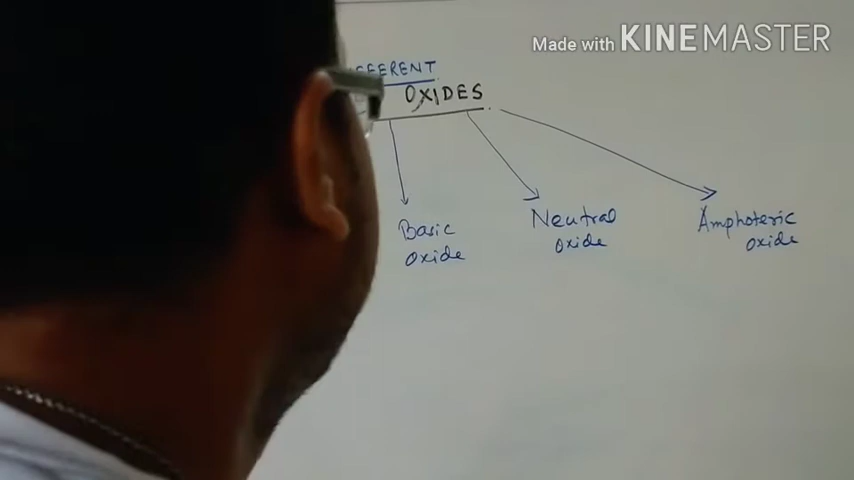 Made with KINEMASTER
OXIDES
Basic
oxide
Neutral
oxide
Amphoteric
oxide